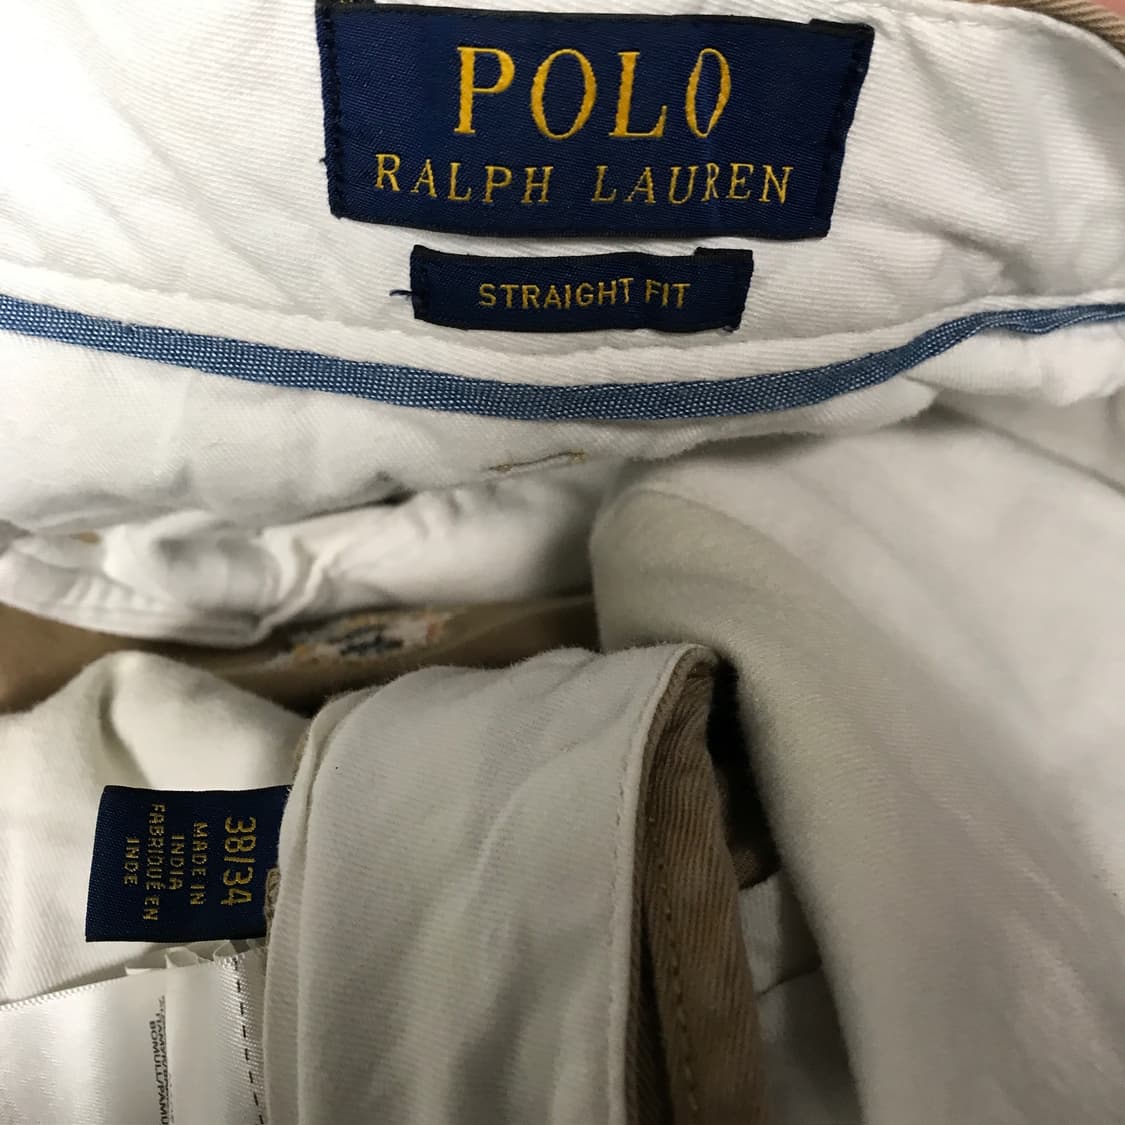 POLO
RALPH LAUREN
STRAIGHT FIT
38/34
MADE IN
INDIA
FABRIQUÉ EN
INDE